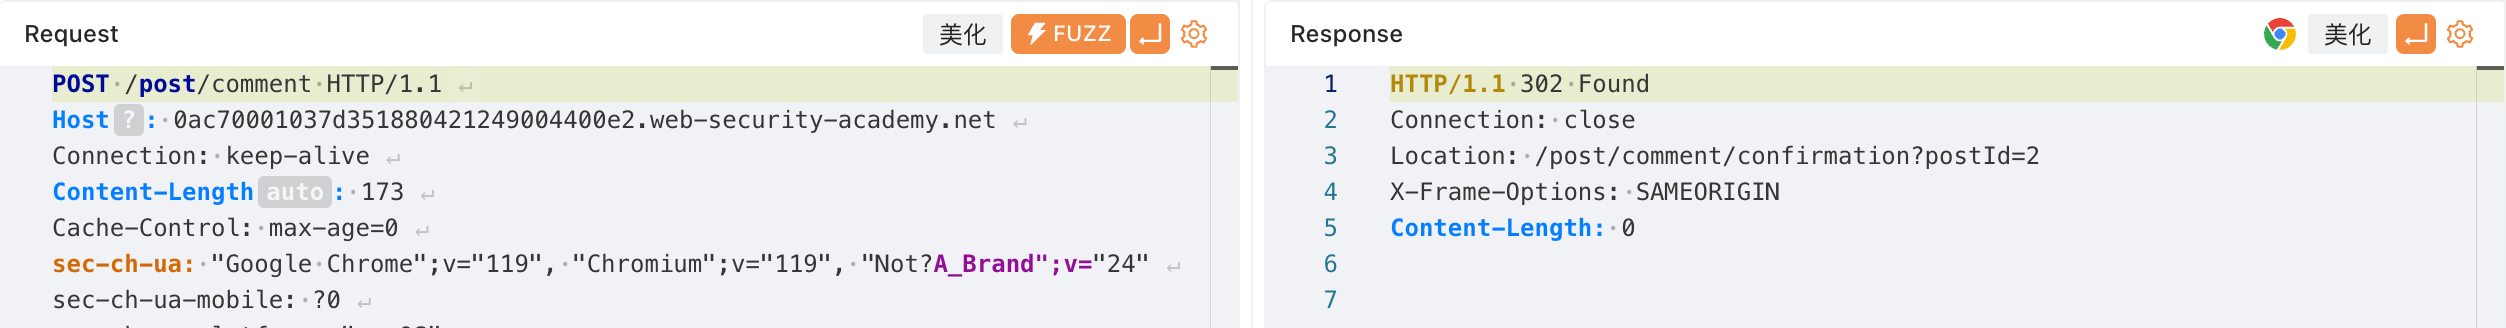 Request 美化 FUZZ
POST /post/comment HTTP/1.1
Host ? : 0ac70001037d351880421249004400e2.web-security-academy.net
Connection: keep-alive
Content-Length auto : 173
Cache-Control: max-age=0
sec-ch-ua: "Google Chrome";v="119", "Chromium";v="119", "Not?A_Brand";v="24"
sec-ch-ua-mobile: ?0
Response 美化
1 HTTP/1.1 302 Found
2 Connection: close
3 Location: /post/comment/confirmation?postId=2
4 X-Frame-Options: SAMEORIGIN
5 Content-Length: 0
6
7